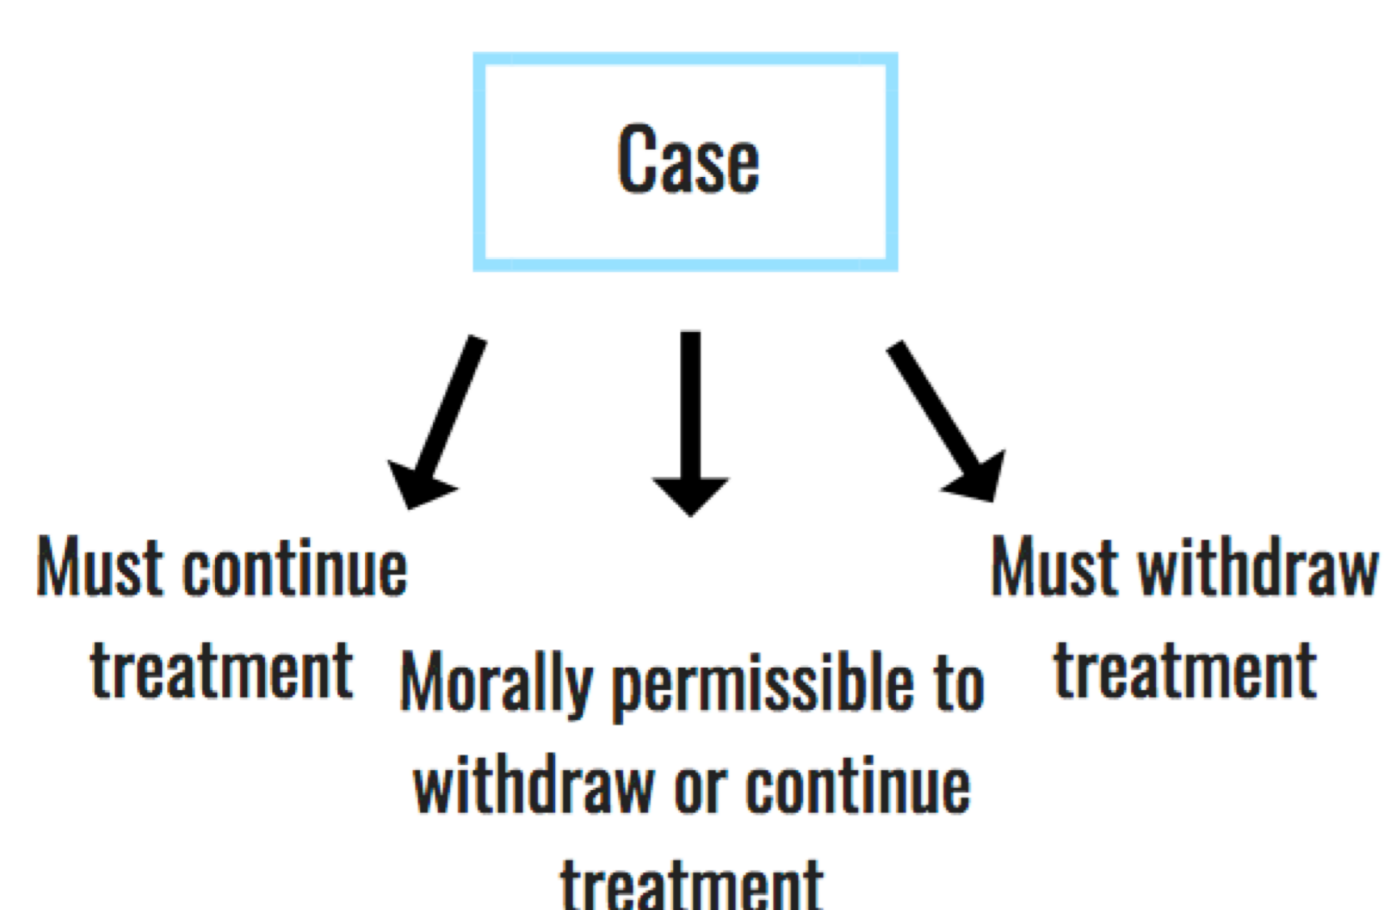 Case
Must continue
treatment
Morally permissible to
withdraw or continue
treatment
Must withdraw
treatment